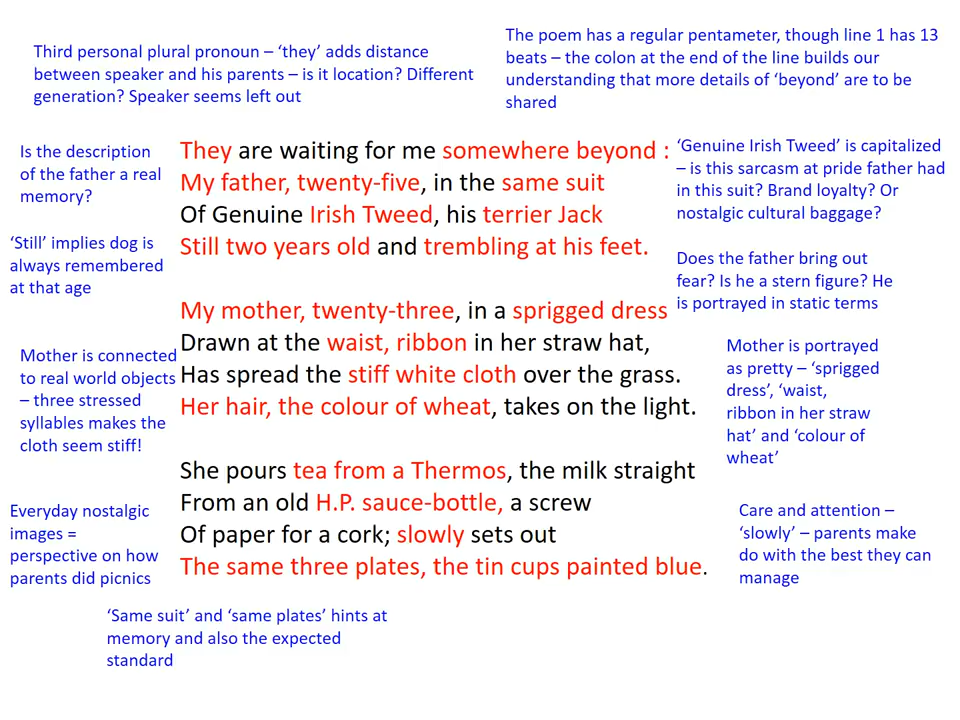 Third personal plural pronoun – ‘they’ adds distance
between speaker and his parents – is it location? Different
generation? Speaker seems left out
The poem has a regular pentameter, though line 1 has 13
beats – the colon at the end of the line builds our
understanding that more details of ‘beyond’ are to be
shared
Is the description
of the father a real
memory?
‘Still’ implies dog is
always remembered
at that age
They are waiting for me somewhere beyond :
My father, twenty-five, in the same suit
Of Genuine Irish Tweed, his terrier Jack
Still two years old and trembling at his feet.
‘Genuine Irish Tweed’ is capitalized
– is this sarcasm at pride father had
in this suit? Brand loyalty? Or
nostalgic cultural baggage?
Does the father bring out
fear? Is he a stern figure? He
is portrayed in static terms
Mother is connected
to real world objects
– three stressed
syllables makes the
cloth seem stiff!
My mother, twenty-three, in a sprigged dress
Drawn at the waist, ribbon in her straw hat,
Has spread the stiff white cloth over the grass.
Her hair, the colour of wheat, takes on the light.
Mother is portrayed
as pretty – ‘sprigged
dress’, ‘waist,
ribbon in her straw
hat’ and ‘colour of
wheat’
Everyday nostalgic
images =
perspective on how
parents did picnics
She pours tea from a Thermos, the milk straight
From an old H.P. sauce-bottle, a screw
Of paper for a cork; slowly sets out
The same three plates, the tin cups painted blue.
Care and attention –
‘slowly’ – parents make
do with the best they can
manage
‘Same suit’ and ‘same plates’ hints at
memory and also the expected
standard